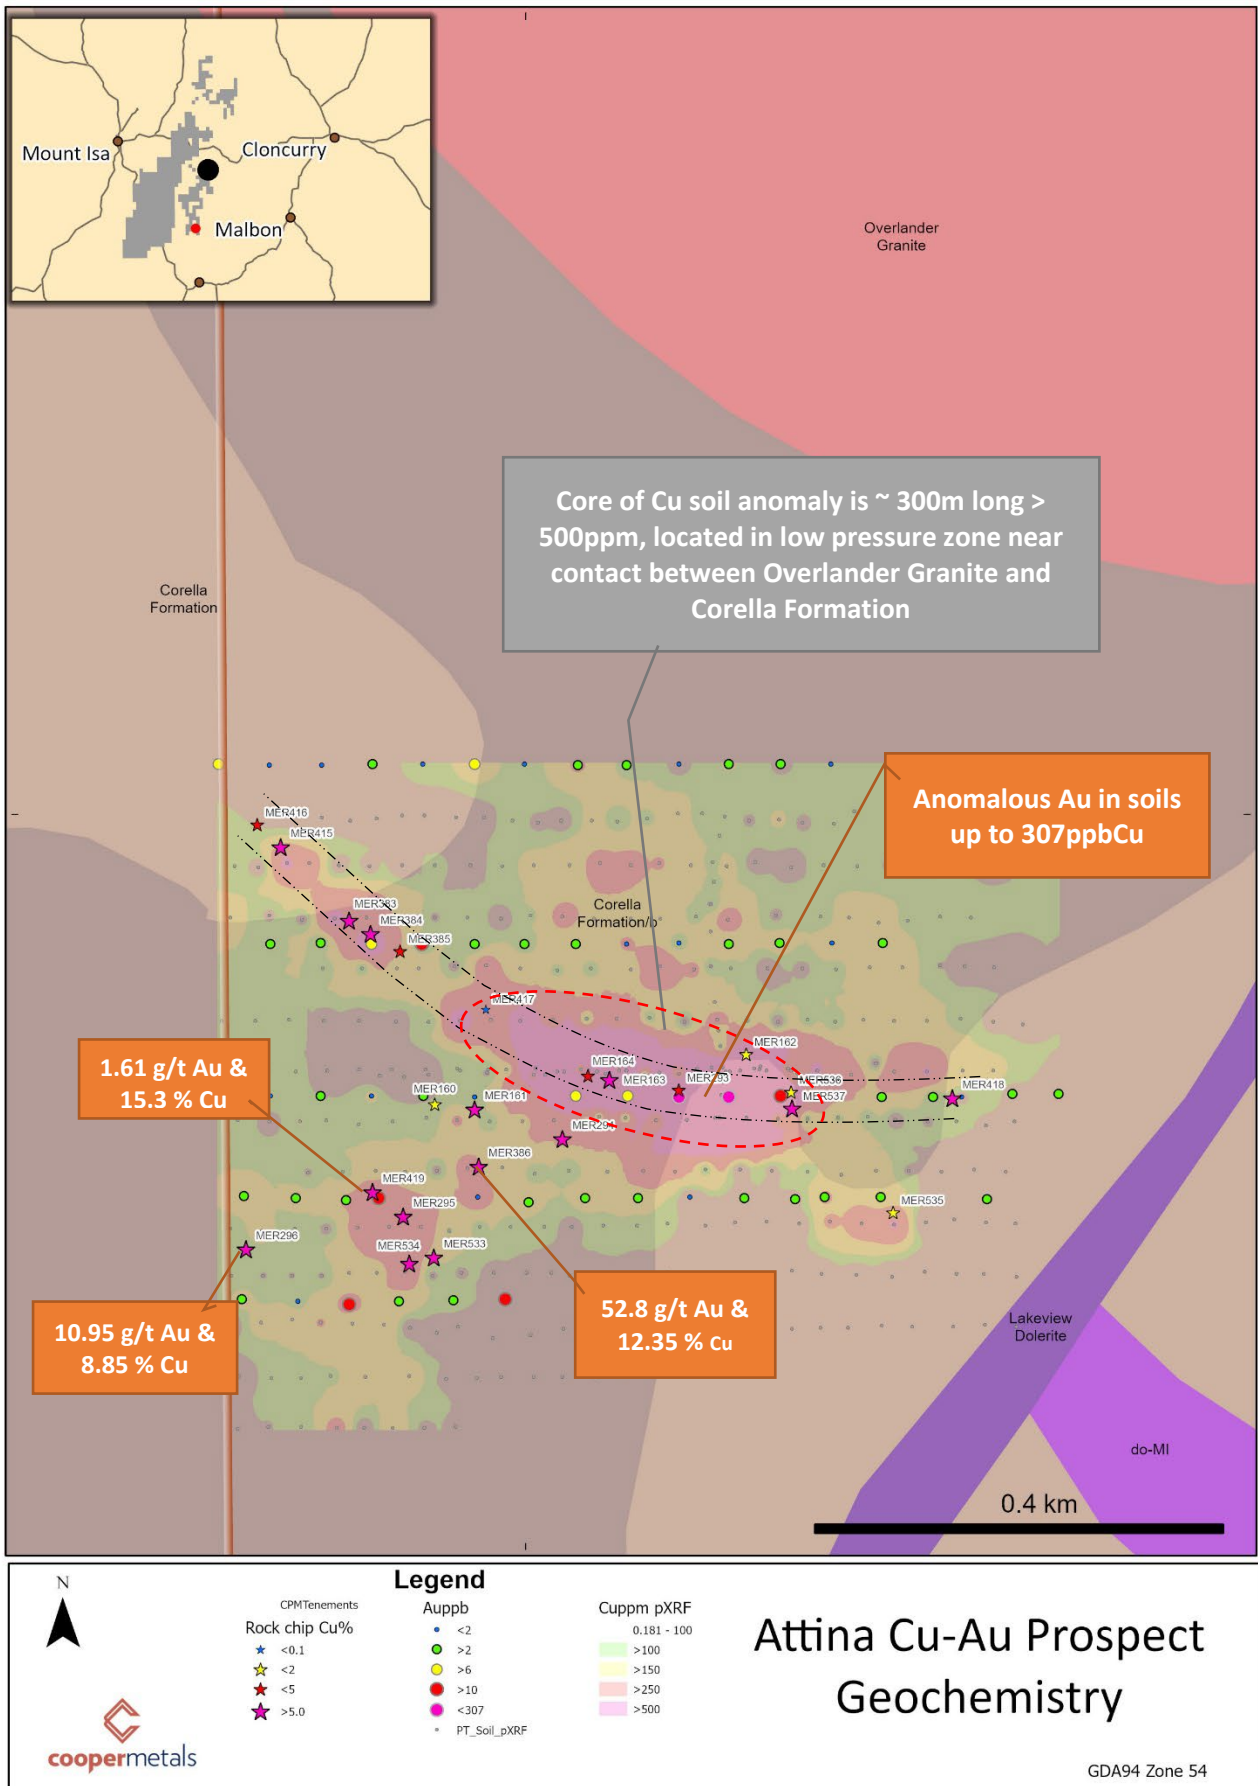 Mount Isa
Cloncurry
Malbon
Overlander
Granite
Core of Cu soil anomaly is ~ 300m long >
500ppm, located in low pressure zone near
contact between Overlander Granite and
Corella Formation
Corella
Formation
Anomalous Au in soils
up to 307ppbCu
MER416
MER415
MER383
MER384
MER385
Corella
Formation/b
MER417
MER162
MER164
MER163
MER293
MER536
MER537
MER418
1.61 g/t Au &
15.3 % Cu
MER160
MER161
MER294
MER386
MER419
MER295
MER535
MER296
MER534
MER533
10.95 g/t Au &
8.85 % Cu
52.8 g/t Au &
12.35 % Cu
Lakeview
Dolerite
do-MI
0.4 km
N
Legend
CPMTenements
Rock chip Cu%
<0.1
<2
<5
>5.0
Auppb
<2
>2
>6
>10
<307
PT_Soil_pXRF
Cuppm pXRF
0.181 - 100
>100
>150
>250
>500
Attina Cu-Au Prospect
Geochemistry
coopermetals
GDA94 Zone 54